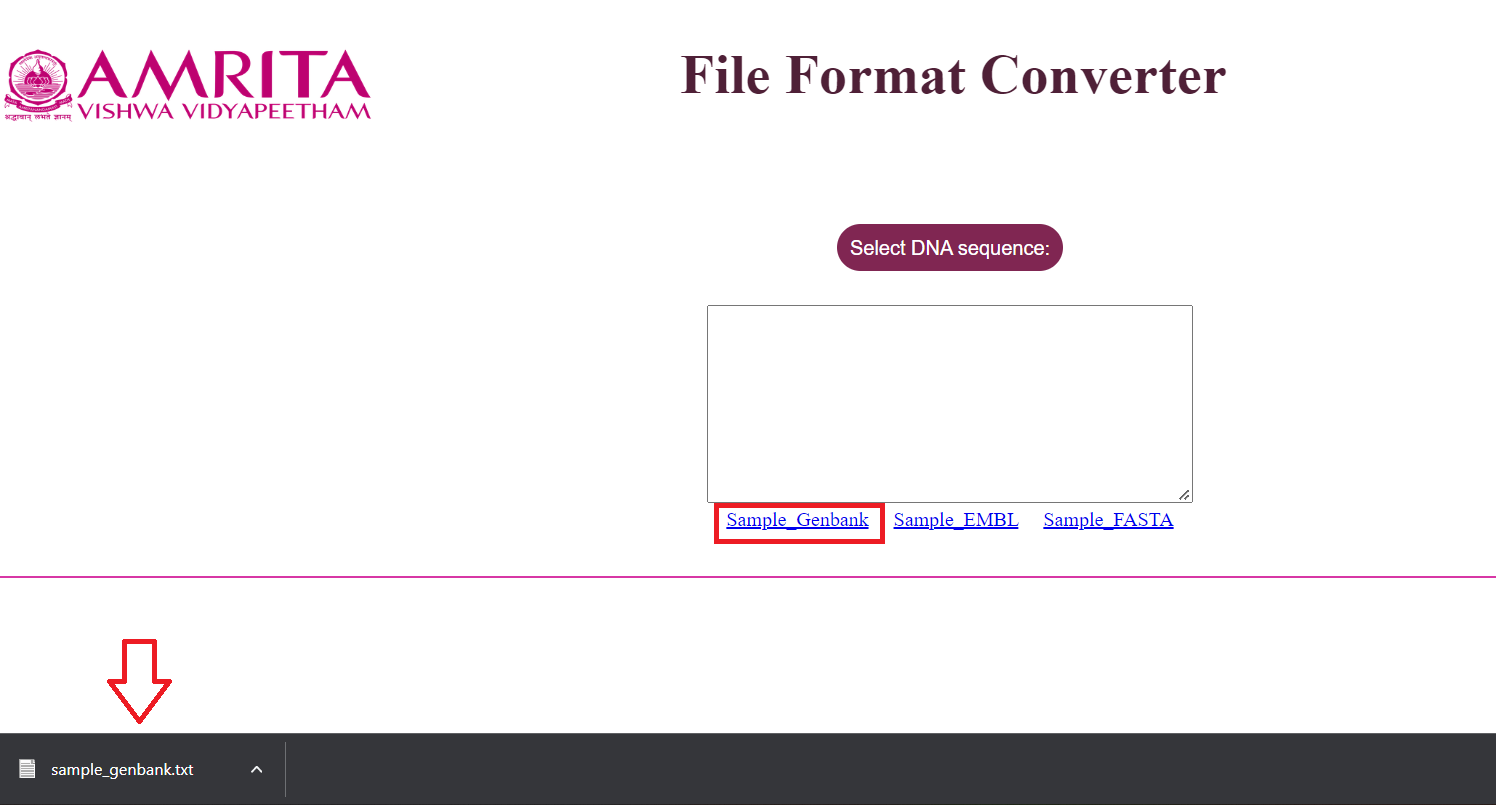 AMRITA
VISHWA VIDYAPEETHAM
श्रद्धावान् लभते ज्ञानम्
File Format Converter
Select DNA sequence:
Sample_Genbank Sample_EMBL Sample_FASTA
sample_genbank.txt